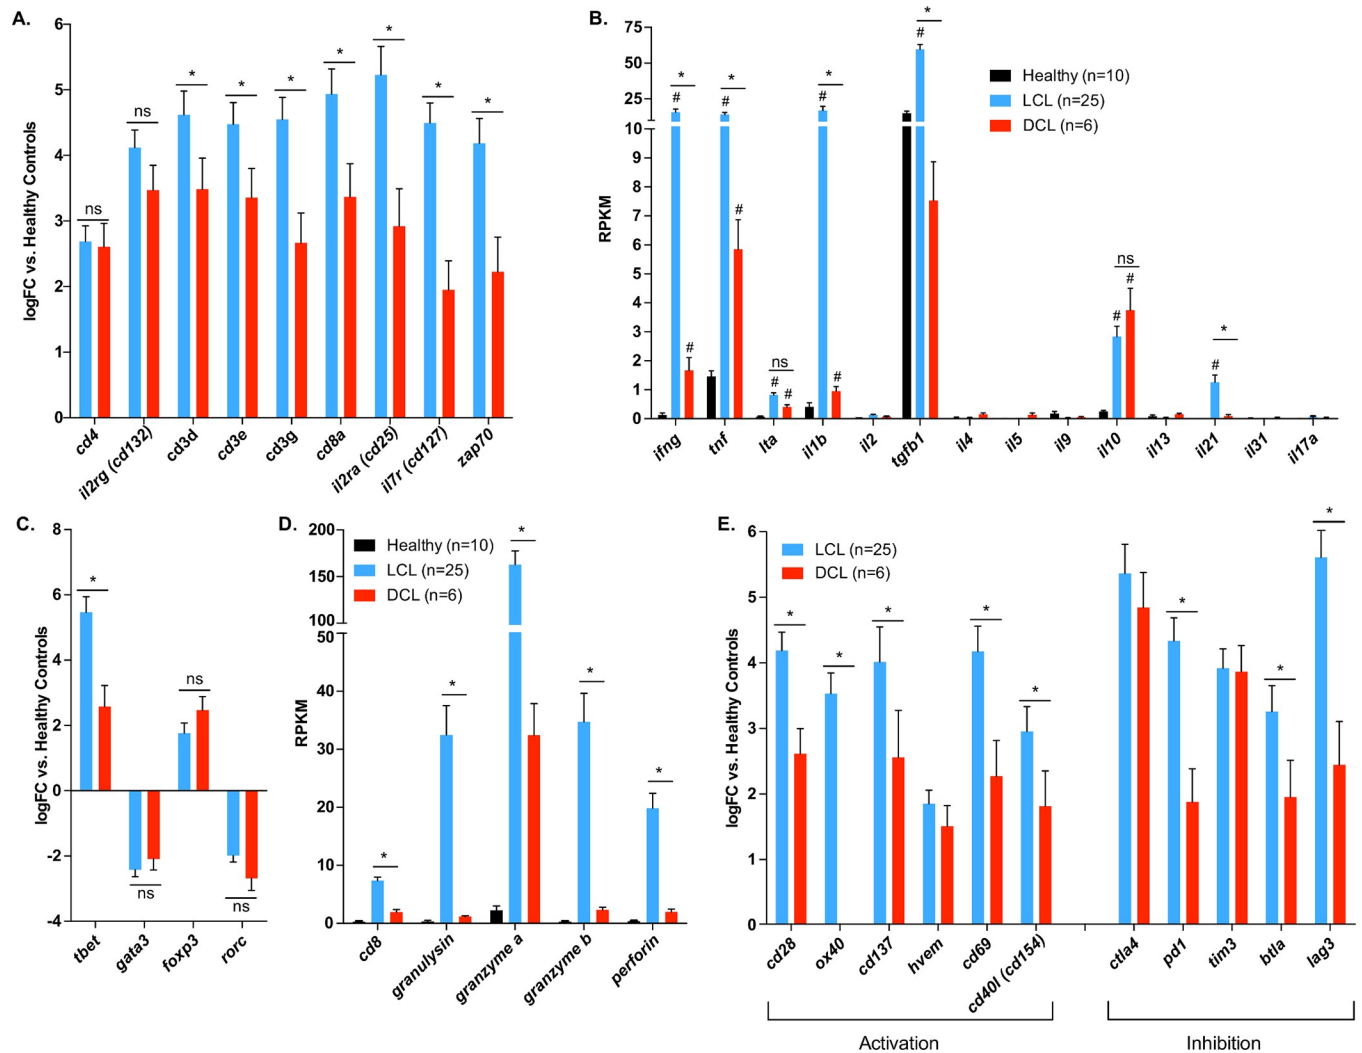 A.
logFC vs. Healthy Controls
6
5
4
3
2
1
0
ns
ns
*
*
*
*
*
*
*
cd4
il2rg (cd132)
cd3d
cd3e
cd3g
cd8a
il2ra (cd25)
il7r (cd127)
zap70
B.
RPKM
75
50
25
10
9
8
7
6
5
4
3
2
1
0
Healthy (n=10)
LCL (n=25)
DCL (n=6)
*
#
#
*
#
#
ns
#
#
*
#
#
*
#
ns
#
#
*
#
ifng
tnf
lta
il1b
il2
tgfb1
il4
il5
il9
il10
il13
il21
il31
il17a
C.
logFC vs. Healthy Controls
8
6
4
2
0
-2
-4
*
ns
ns
ns
tbet
gata3
foxp3
rorc
D.
RPKM
200
150
100
50
40
30
20
10
0
Healthy (n=10)
LCL (n=25)
DCL (n=6)
*
*
*
*
*
cd8
granulysin
granzyme a
granzyme b
perforin
E.
logFC vs. Healthy Controls
6
5
4
3
2
1
0
LCL (n=25)
DCL (n=6)
*
*
*
*
*
*
*
*
cd28
ox40
cd137
hvem
cd69
cd40l (cd154)
ctla4
pd1
tim3
btla
lag3
Activation
Inhibition